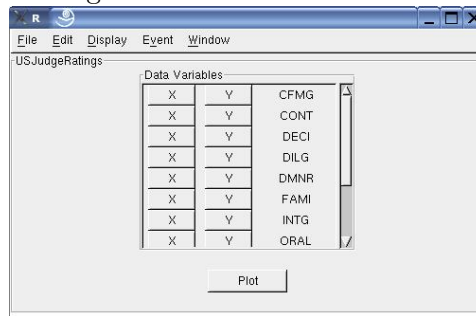 R
File Edit Display Event Window
USJudgeRatings
Data Variables
X Y CFMG
X Y CONT
X Y DECI
X Y DILG
X Y DMNR
X Y FAMI
X Y INTG
X Y ORAL
Plot